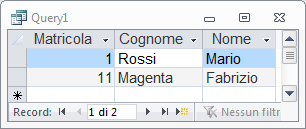 Query1
Matricola Cognome Nome
1 Rossi Mario
11 Magenta Fabrizio
Record: 1 di 2 Nessun filtr